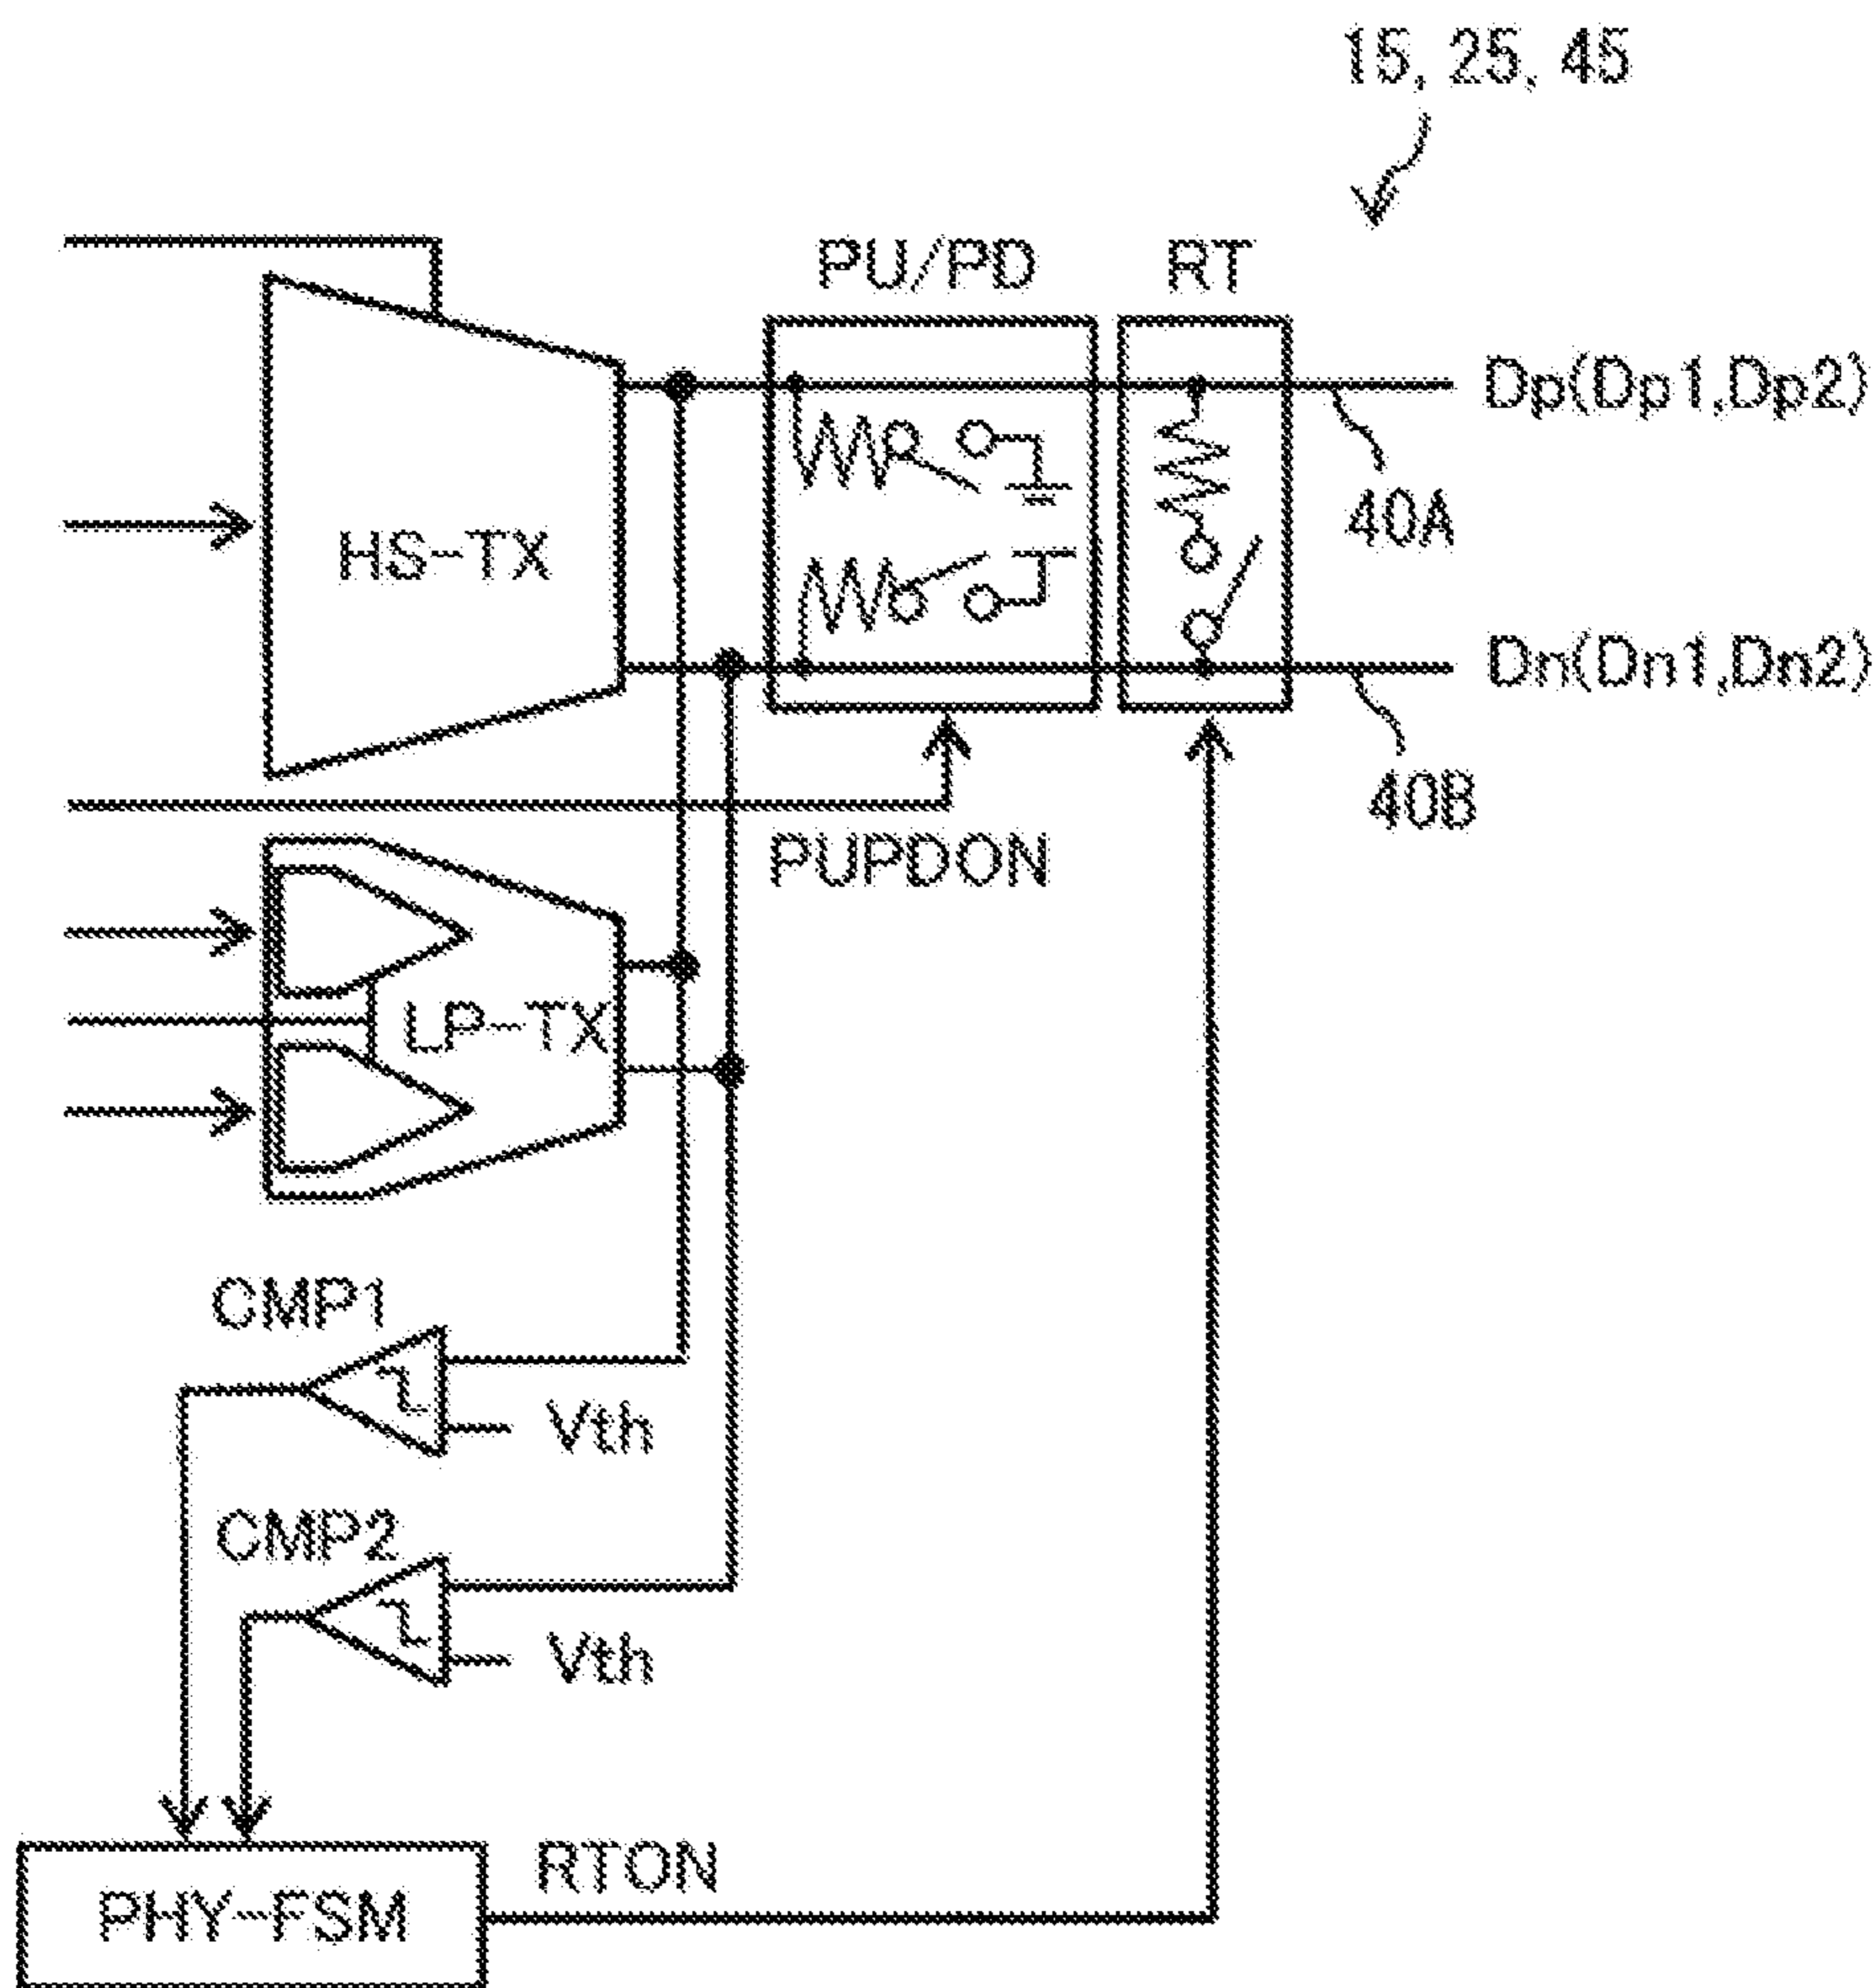 15, 25, 45
PU/PD
RT
Dp(Dp1,Dp2)
HS-TX
40A
Dn(Dn1,Dn2)
40B
PUPDON
LP-TX
CMP1
Vth
CMP2
Vth
RTON
PHY-FSM